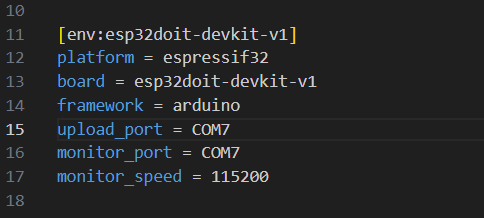 10
11 [env:esp32doit-devkit-v1]
12 platform = espressif32
13 board = esp32doit-devkit-v1
14 framework = arduino
15 upload_port = COM7
16 monitor_port = COM7
17 monitor_speed = 115200
18